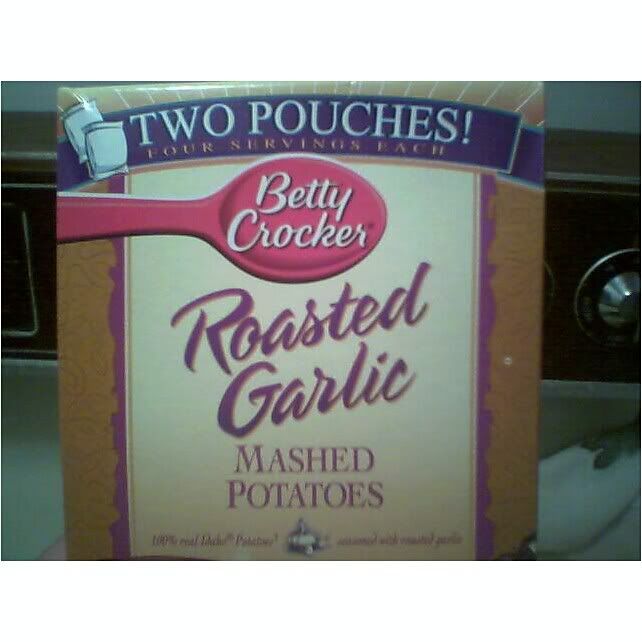 TWO POUCHES!
FOUR SERVINGS EACH
Betty
Crocker
Roasted
Garlic
MASHED
POTATOES
100% real Idaho® Potatoes† seasoned with roasted garlic